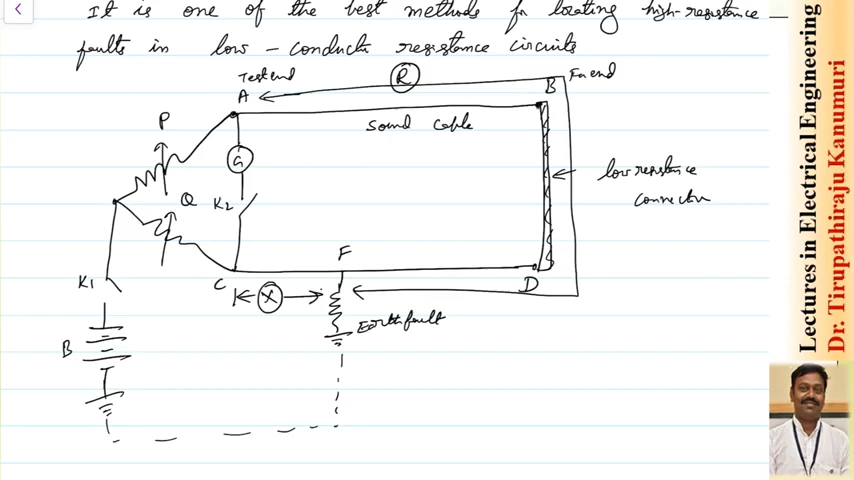 It is one of the best methods for locating high-resistance
faults in low-conductor resistance circuits
Test end
R
Far end
A
B
P
sound cable
G
low resistance
connection
Q
K2
F
K1
C
X
D
Earth fault
B
Lectures in Electrical Engineering
Dr. Tirupathiraju Kanumuri